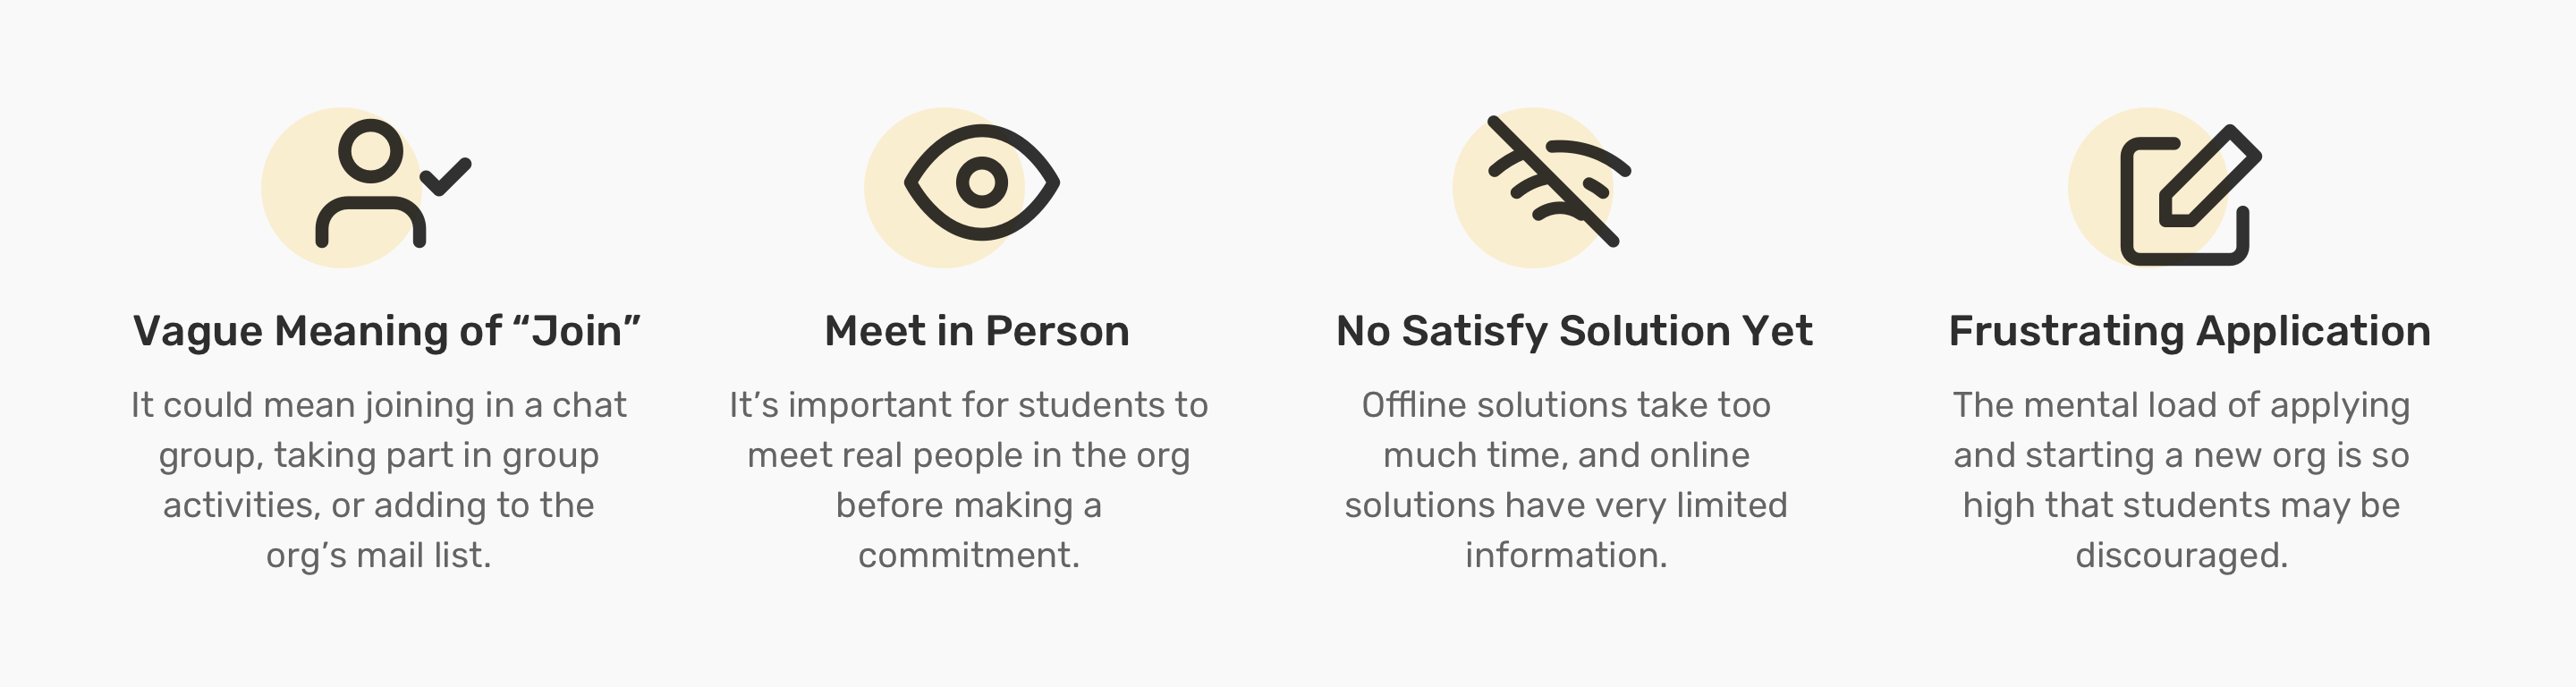 Vague Meaning of “Join”
It could mean joining in a chat
group, taking part in group
activities, or adding to the
org’s mail list.
Meet in Person
It’s important for students to
meet real people in the org
before making a
commitment.
No Satisfy Solution Yet
Offline solutions take too
much time, and online
solutions have very limited
information.
Frustrating Application
The mental load of applying
and starting a new org is so
high that students may be
discouraged.